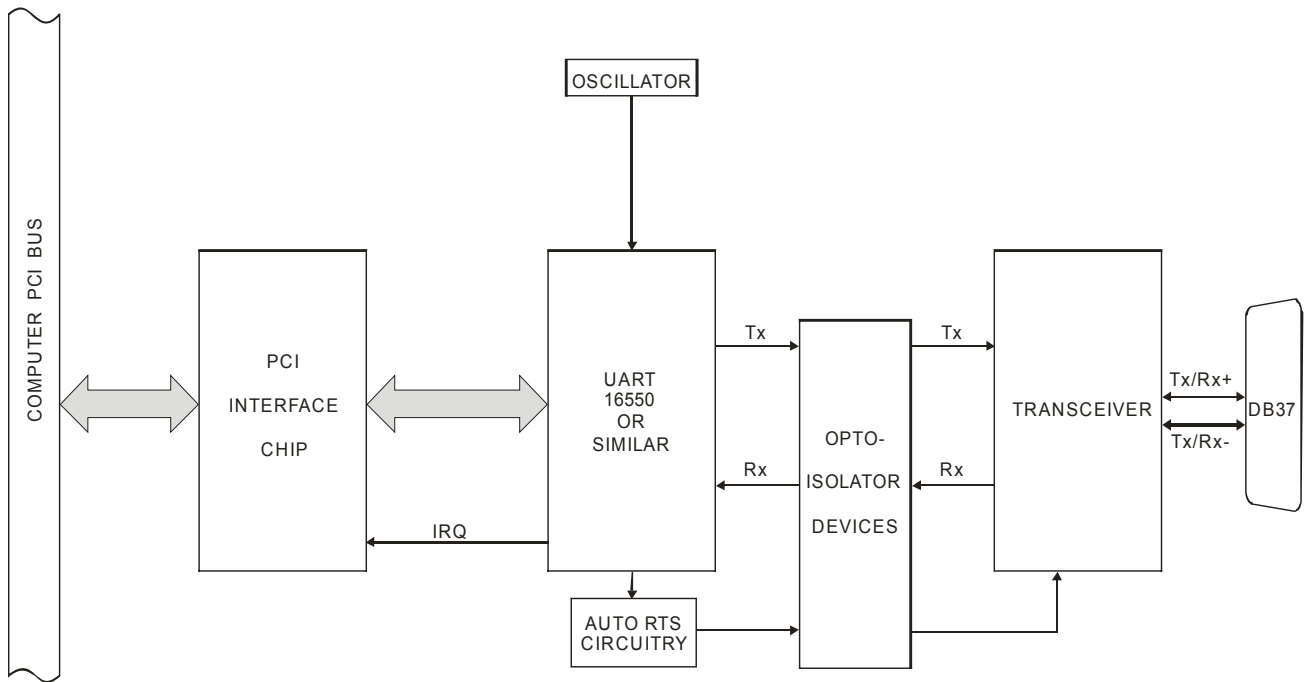 COMPUTER PCI BUS
PCI
INTERFACE
CHIP
IRQ
OSCILLATOR
UART
16550
OR
SIMILAR
AUTO RTS
CIRCUITRY
Tx
Rx
OPTO-
ISOLATOR
DEVICES
Tx
Rx
TRANSCEIVER
Tx/Rx+
Tx/Rx-
DB37